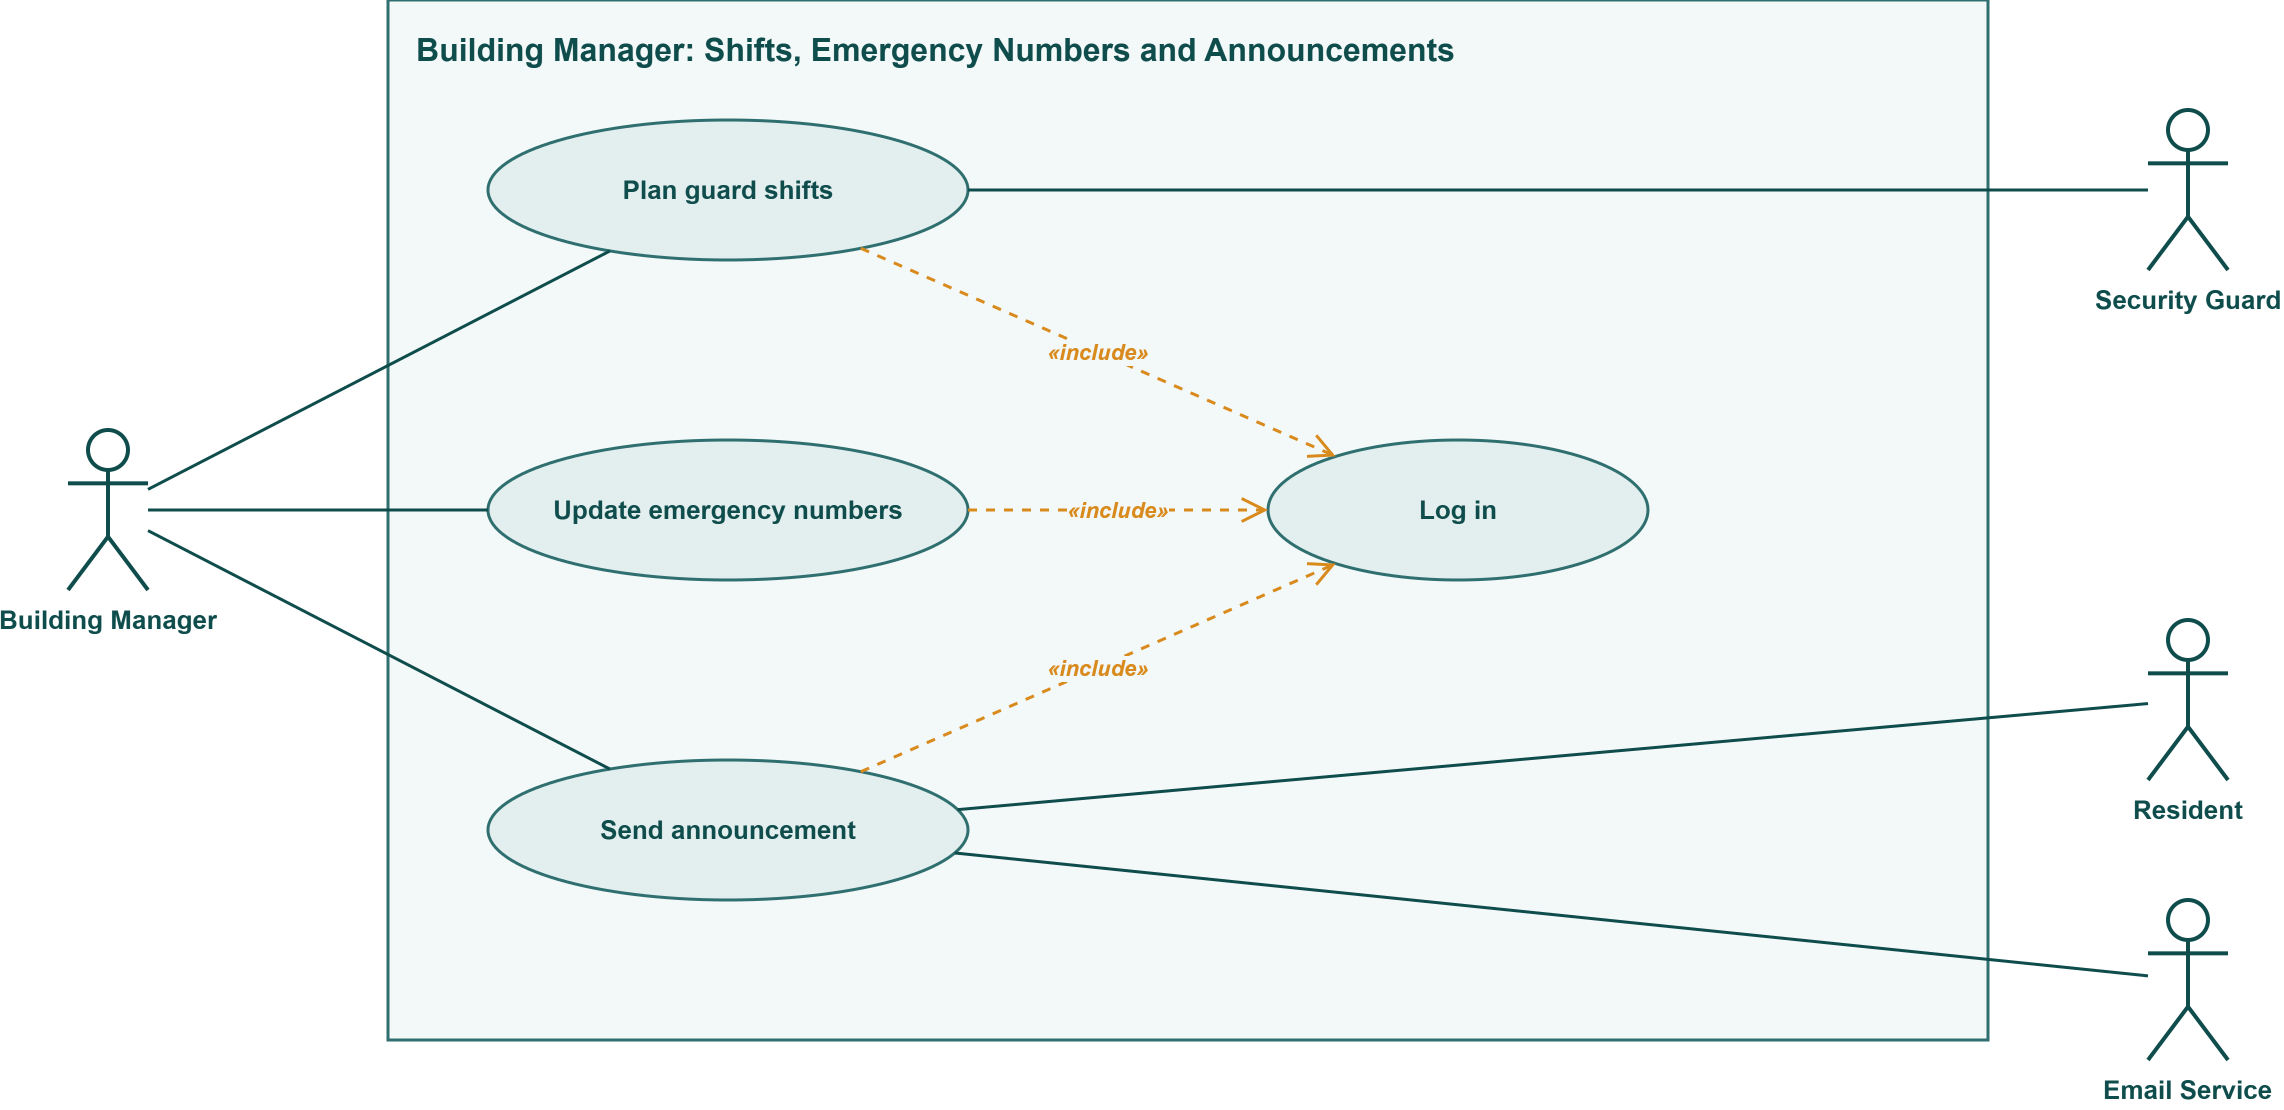 Building Manager: Shifts, Emergency Numbers and Announcements
Plan guard shifts
Security Guard
«include»
Update emergency numbers
«include»
Log in
Building Manager
«include»
Send announcement
Resident
Email Service